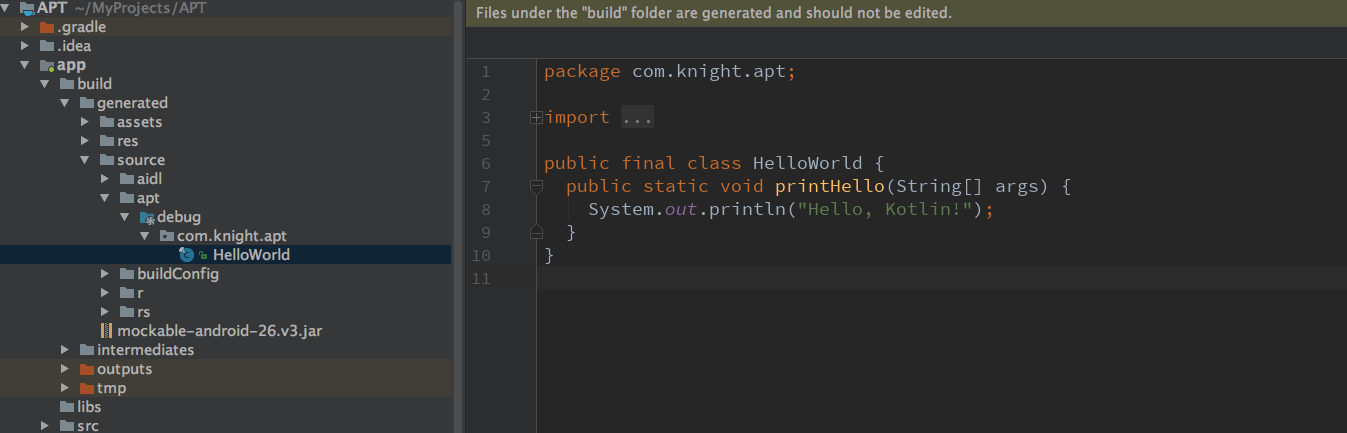 APT ~/MyProjects/APT
.gradle
.idea
app
build
generated
assets
res
source
aidl
apt
debug
com.knight.apt
HelloWorld
buildConfig
r
rs
mockable-android-26.v3.jar
intermediates
outputs
tmp
libs
src
Files under the "build" folder are generated and should not be edited.
1 package com.knight.apt;
2
3 import ...
5
6 public final class HelloWorld {
7 public static void printHello(String[] args) {
8 System.out.println("Hello, Kotlin!");
9 }
10 }
11